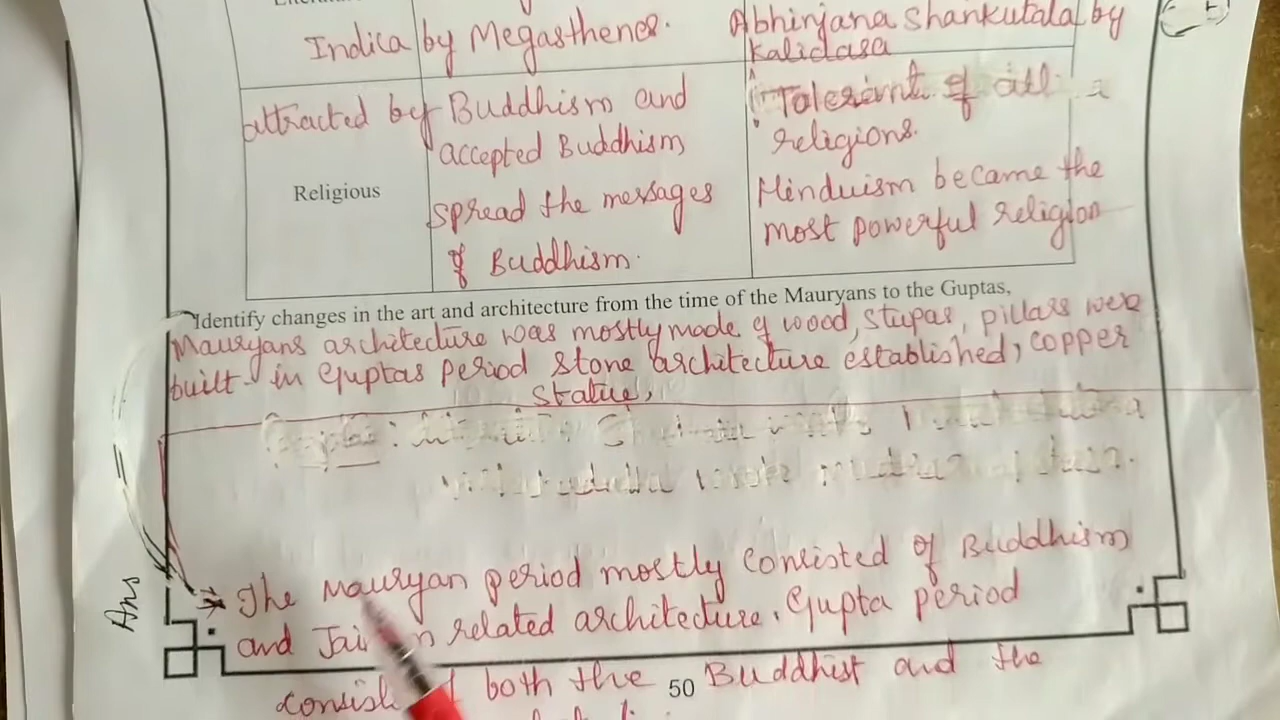 Indica by Megasthenes.
Abhinjana Shankutala by
Kalidasa
Religious
attracted by Buddhism and
accepted Buddhism
spread the messages
of Buddhism.
Tolerant of all
religions.
Hinduism became the
most powerful religion
Identify changes in the art and architecture from the time of the Mauryans to the Guptas,
Mauryans architecture was mostly made of wood, stupas, pillars were
built. in Guptas period stone architecture established, copper
statue,
Ans
The Mauryan period mostly consisted of Buddhism
and related architecture. Gupta period
both the Buddhist and the
50